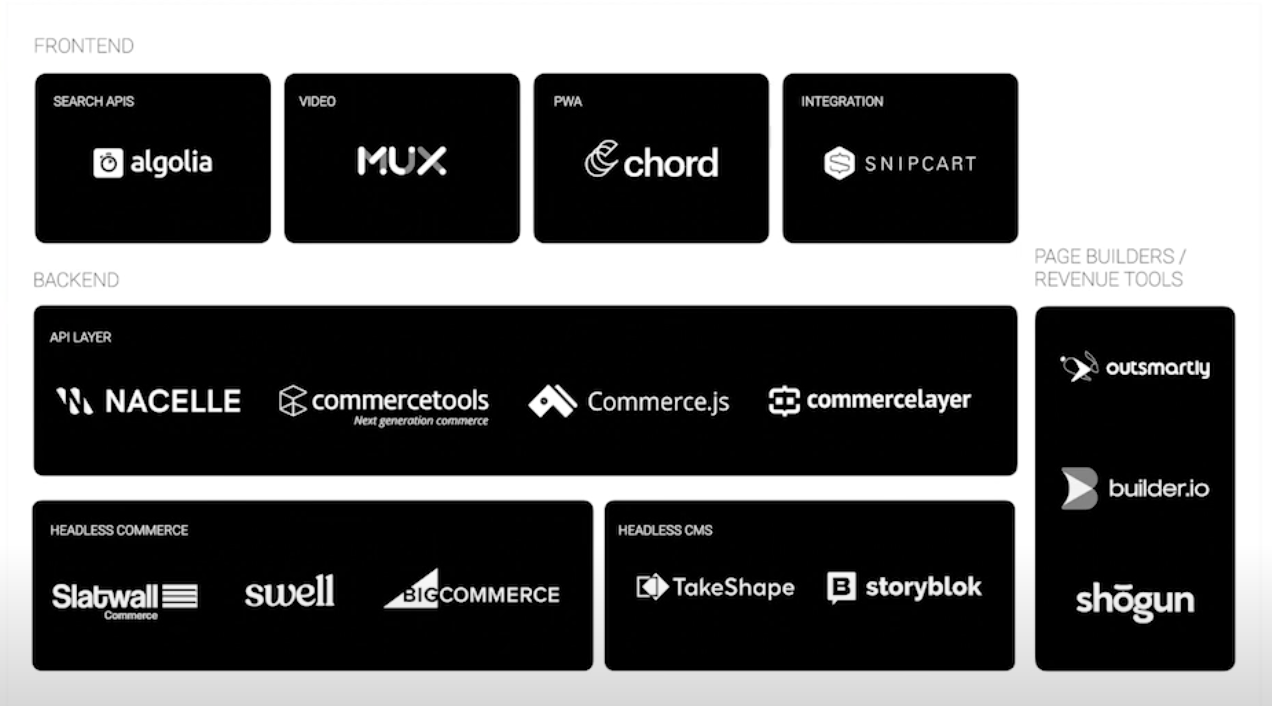 FRONTEND
SEARCH APIS
algolia
VIDEO
MUX
PWA
chord
INTEGRATION
SNIPCART
BACKEND
API LAYER
NACELLE
commercetools
Next generation commerce
Commerce.js
commercelayer
HEADLESS COMMERCE
Slatwall
Commerce
swell
BIGCOMMERCE
HEADLESS CMS
TakeShape
B storyblok
PAGE BUILDERS /
REVENUE TOOLS
outsmartly
builder.io
shōgun